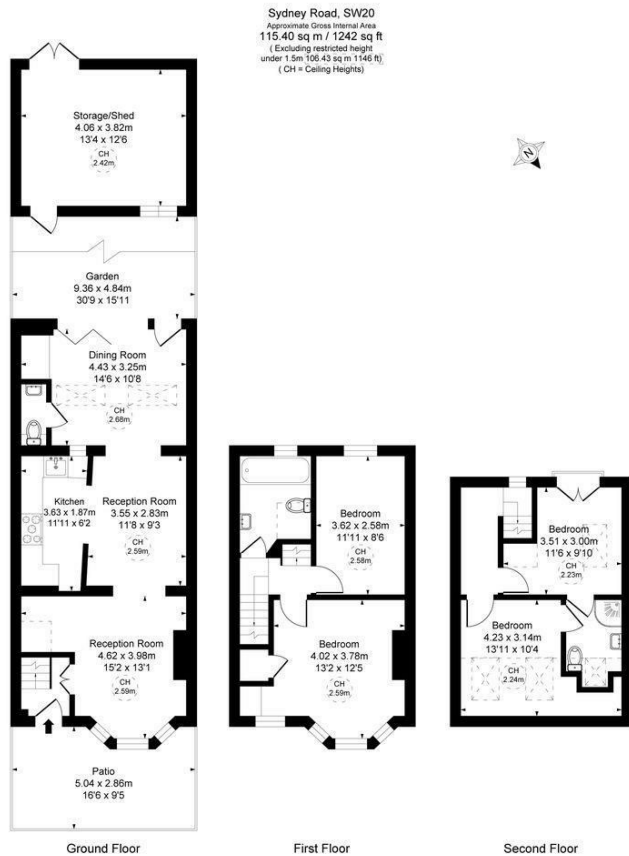 Sydney Road, SW20
Approximate Gross Internal Area
115.40 sq m / 1242 sq ft
( Excluding restricted height
under 1.5m 106.43 sq m 1146 ft)
( CH = Ceiling Heights)
N
Storage/Shed
4.06 x 3.82m
13'4 x 12'6
CH
2.42m
Garden
9.36 x 4.84m
30'9 x 15'11
Dining Room
4.43 x 3.25m
14'6 x 10'8
CH
2.68m
Kitchen
3.63 x 1.87m
11'11 x 6'2
Reception Room
3.55 x 2.83m
11'8 x 9'3
CH
2.59m
Reception Room
4.62 x 3.98m
15'2 x 13'1
CH
2.59m
Patio
5.04 x 2.86m
16'6 x 9'5
Ground Floor
Bedroom
3.62 x 2.58m
11'11 x 8'6
CH
2.58m
Bedroom
4.02 x 3.78m
13'2 x 12'5
CH
2.59m
First Floor
Bedroom
3.51 x 3.00m
11'6 x 9'10
CH
2.23m
Bedroom
4.23 x 3.14m
13'11 x 10'4
CH
2.24m
Second Floor